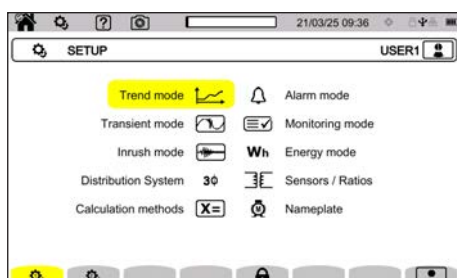 21/03/25 09:36
SETUP
USER1
Trend mode
Alarm mode
Transient mode
Monitoring mode
Inrush mode
Wh
Energy mode
Distribution System
3Φ
Sensors / Ratios
Calculation methods
X=
M
Nameplate